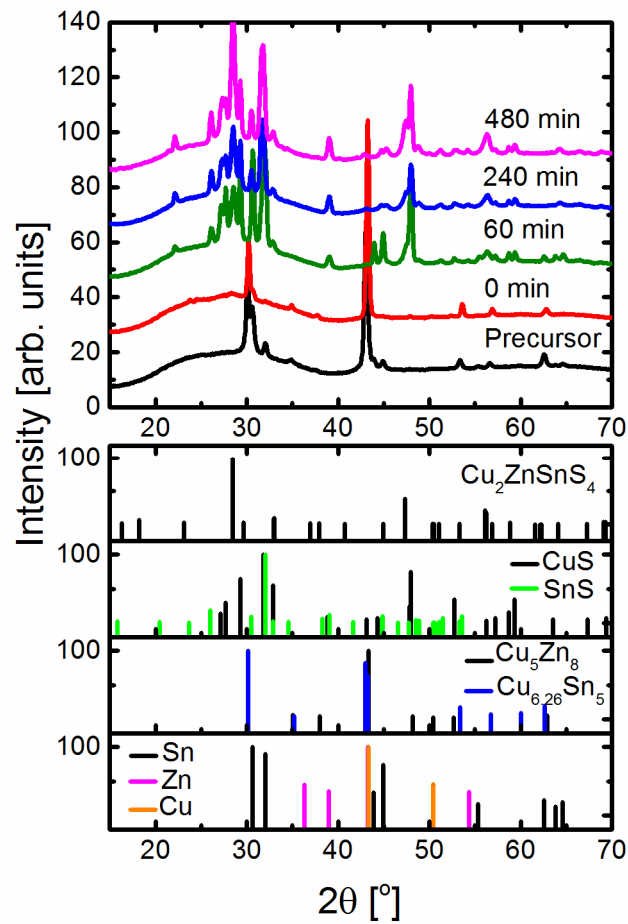 140
120
100
80
60
40
20
0
480 min
240 min
60 min
0 min
Precursor
20 30 40 50 60 70
Intensity [arb. units]
100
Cu2ZnSnS4
100
CuS
SnS
100
Cu5Zn8
Cu6.26Sn5
100
Sn
Zn
Cu
20 30 40 50 60 70
2θ [°]